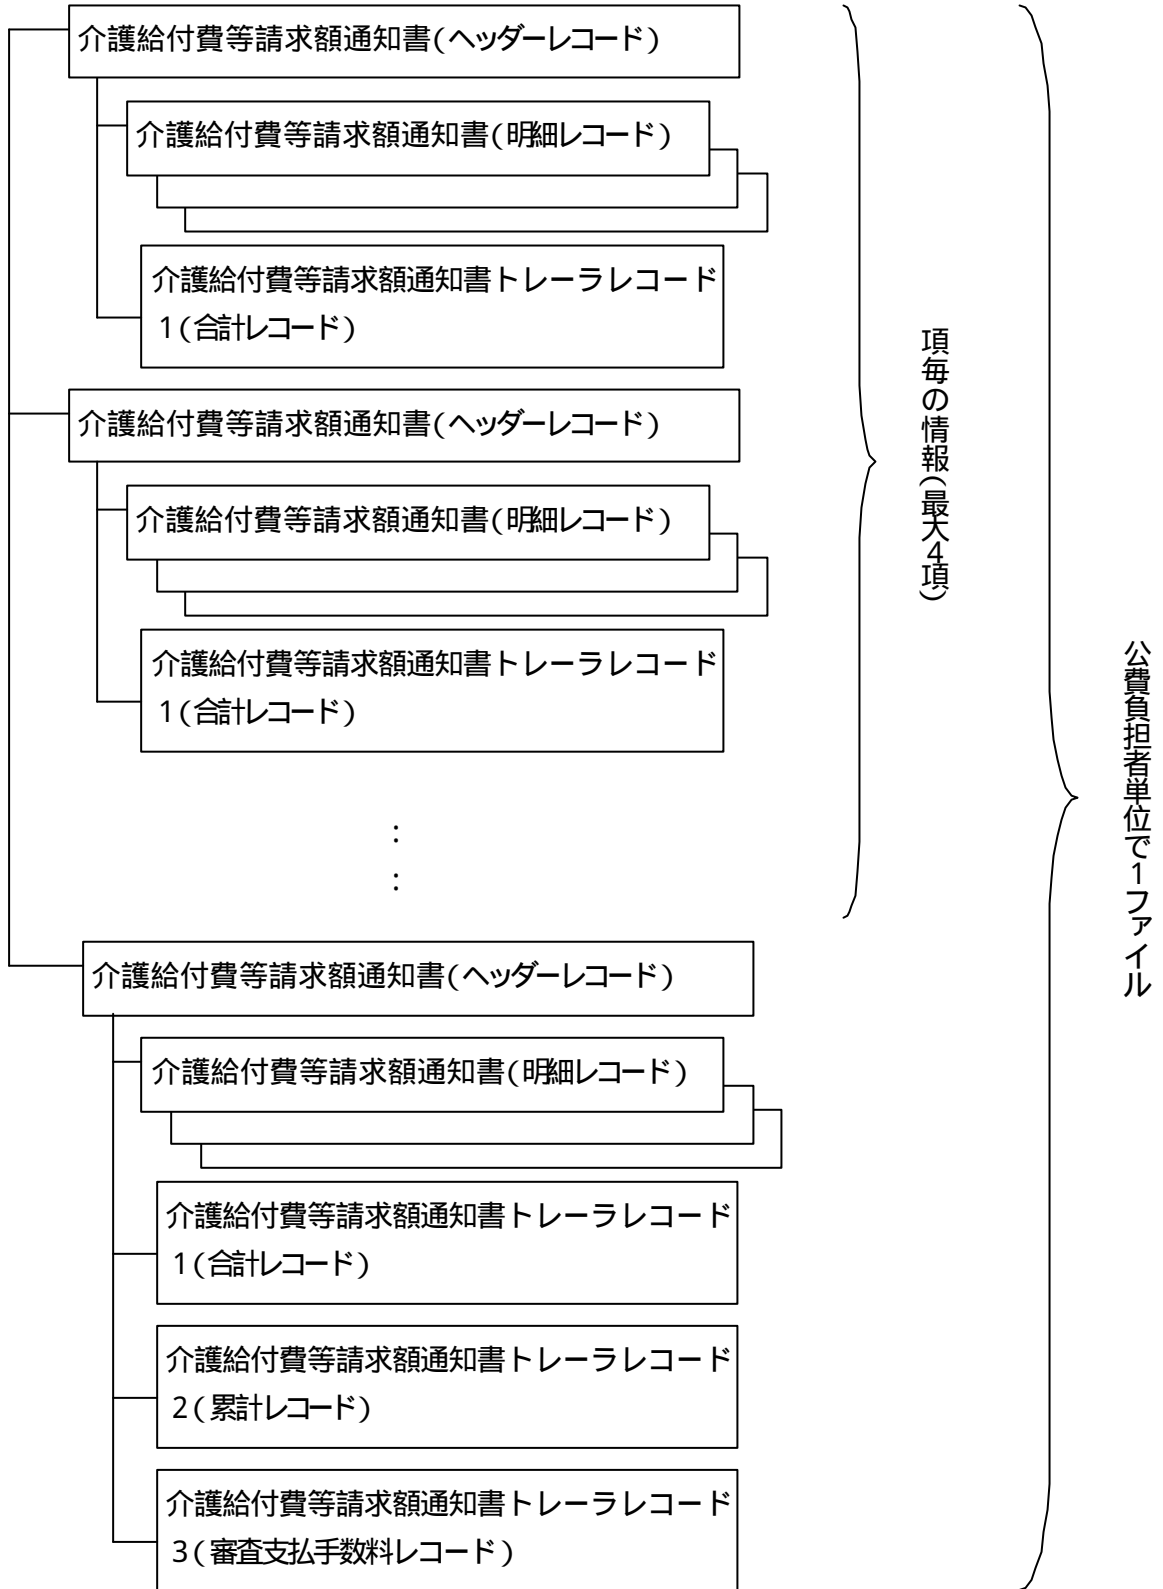 介護給付費等請求額通知書(ヘッダーレコード)
介護給付費等請求額通知書(明細レコード)
介護給付費等請求額通知書トレーラレコード
1(合計レコード)
介護給付費等請求額通知書(ヘッダーレコード)
介護給付費等請求額通知書(明細レコード)
介護給付費等請求額通知書トレーラレコード
1(合計レコード)
:
:
介護給付費等請求額通知書(ヘッダーレコード)
介護給付費等請求額通知書(明細レコード)
介護給付費等請求額通知書トレーラレコード
1(合計レコード)
介護給付費等請求額通知書トレーラレコード
2(累計レコード)
介護給付費等請求額通知書トレーラレコード
3(審査支払手数料レコード)
項毎の情報(最大4項)
公費負担者単位で1ファイル